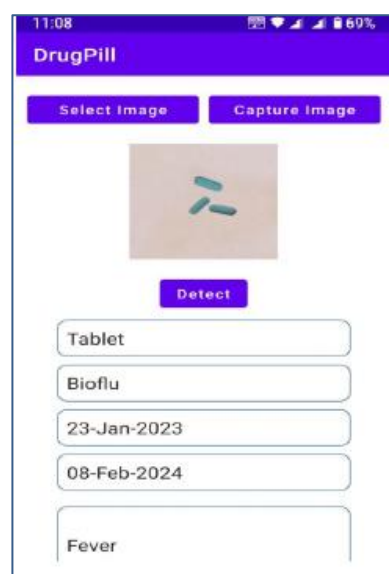 11:08 69%
DrugPill
Select Image Capture Image
Detect
Tablet
Bioflu
23-Jan-2023
08-Feb-2024
Fever